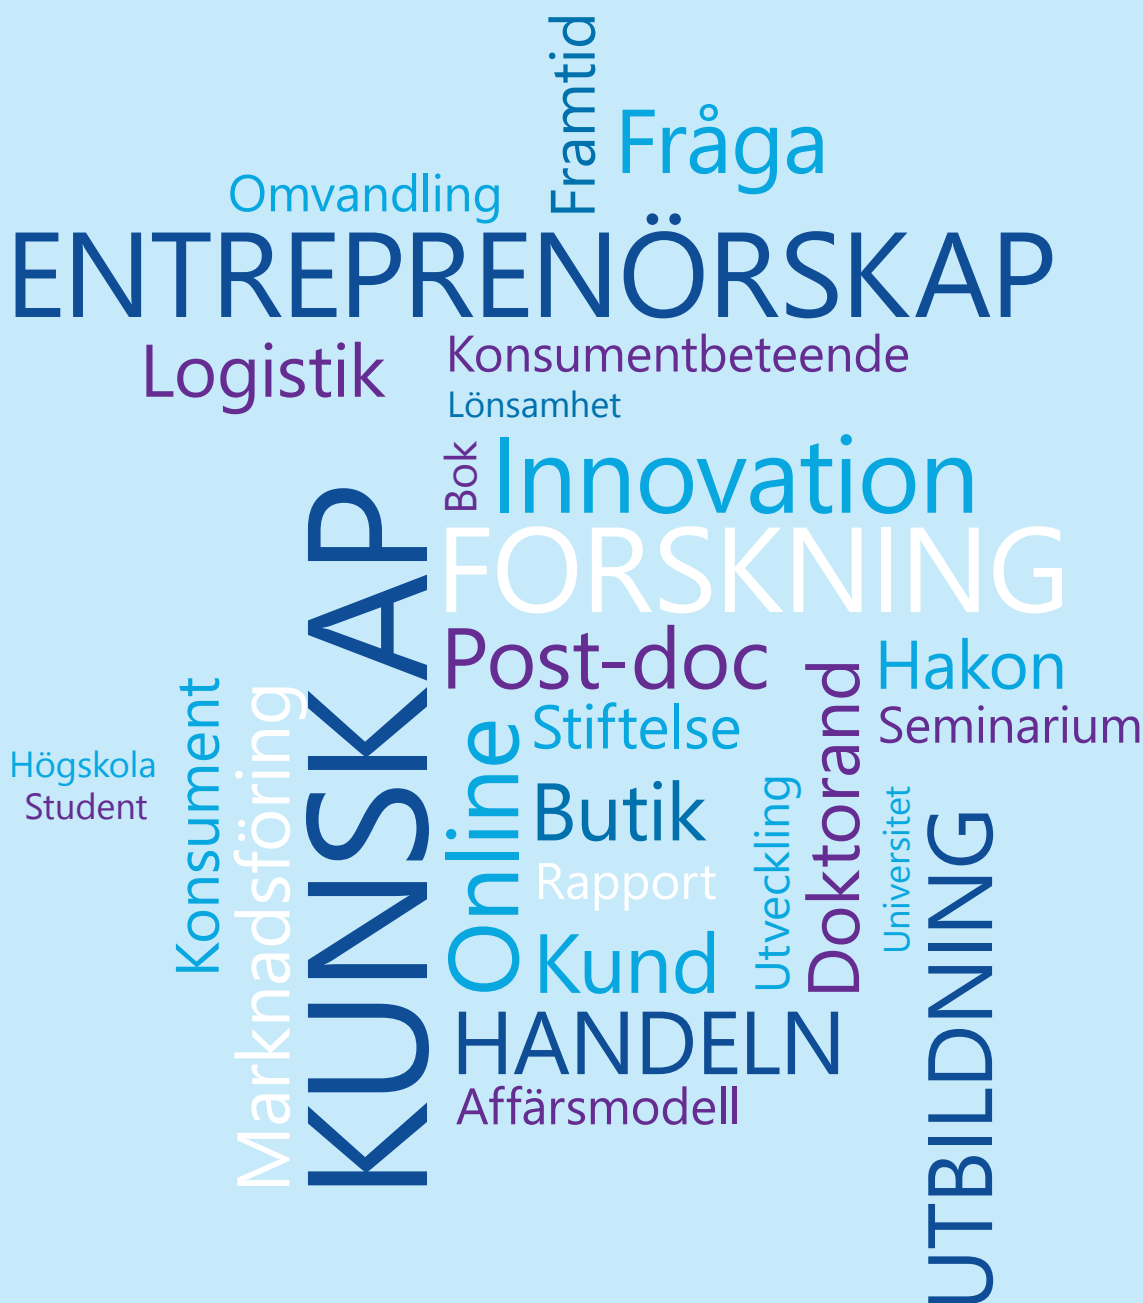 Framtid
Fråga
Omvandling
ENTREPRENÖRSKAP
Logistik
Konsumentbeteende
Lönsamhet
Bok
Innovation
FORSKNING
KUNSKAP
Post-doc
Hakon
Doktorand
Seminarium
Konsument
Marknadsföring
Online
Stiftelse
Högskola
Student
Butik
Utveckling
Universitet
Rapport
Kund
UTBILDNING
HANDELN
Affärsmodell